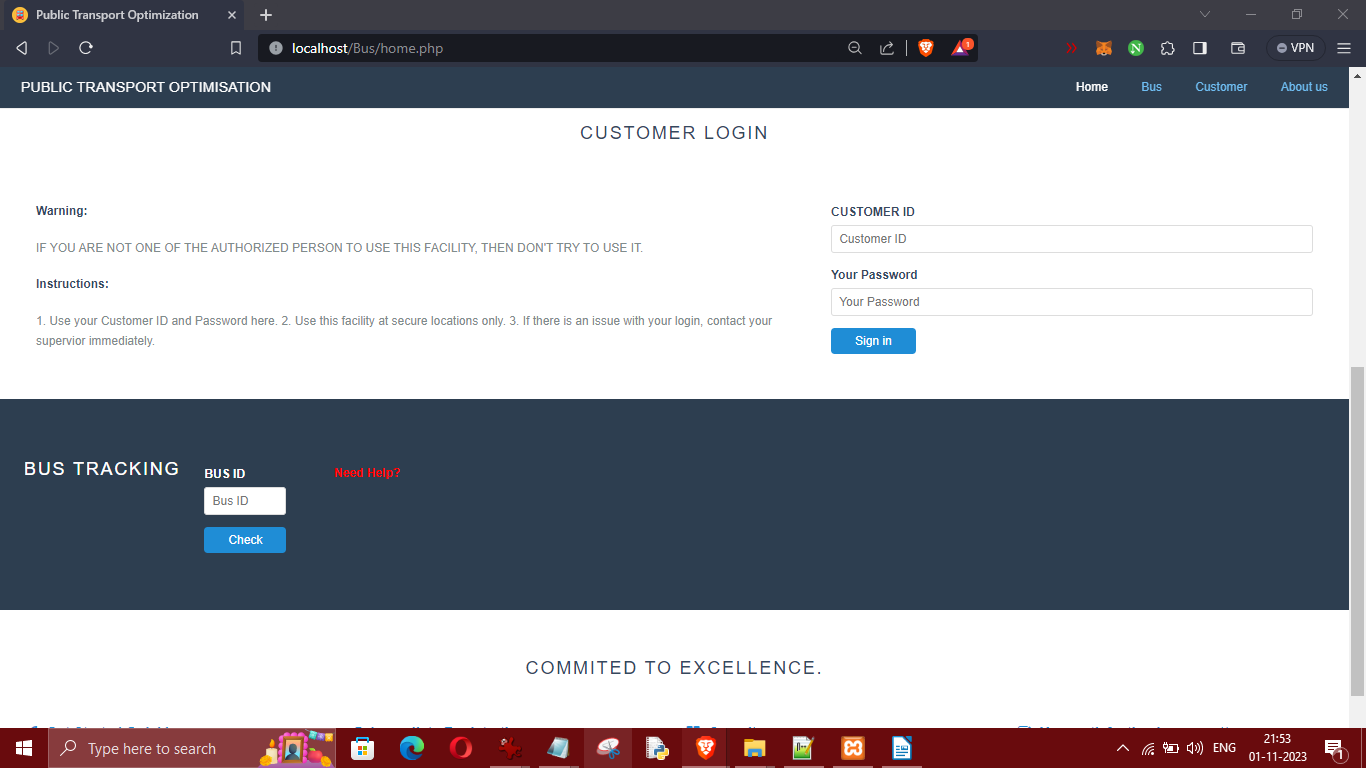 Public Transport Optimization
localhost/Bus/home.php
1
VPN
PUBLIC TRANSPORT OPTIMISATION
Home
Bus
Customer
About us
CUSTOMER LOGIN
Warning:
IF YOU ARE NOT ONE OF THE AUTHORIZED PERSON TO USE THIS FACILITY, THEN DON'T TRY TO USE IT.
Instructions:
1. Use your Customer ID and Password here. 2. Use this facility at secure locations only. 3. If there is an issue with your login, contact your
supervior immediately.
CUSTOMER ID
Customer ID
Your Password
Your Password
Sign in
BUS TRACKING
BUS ID
Bus ID
Check
Need Help?
COMMITED TO EXCELLENCE.
Type here to search
ENG
21:53
01-11-2023
1